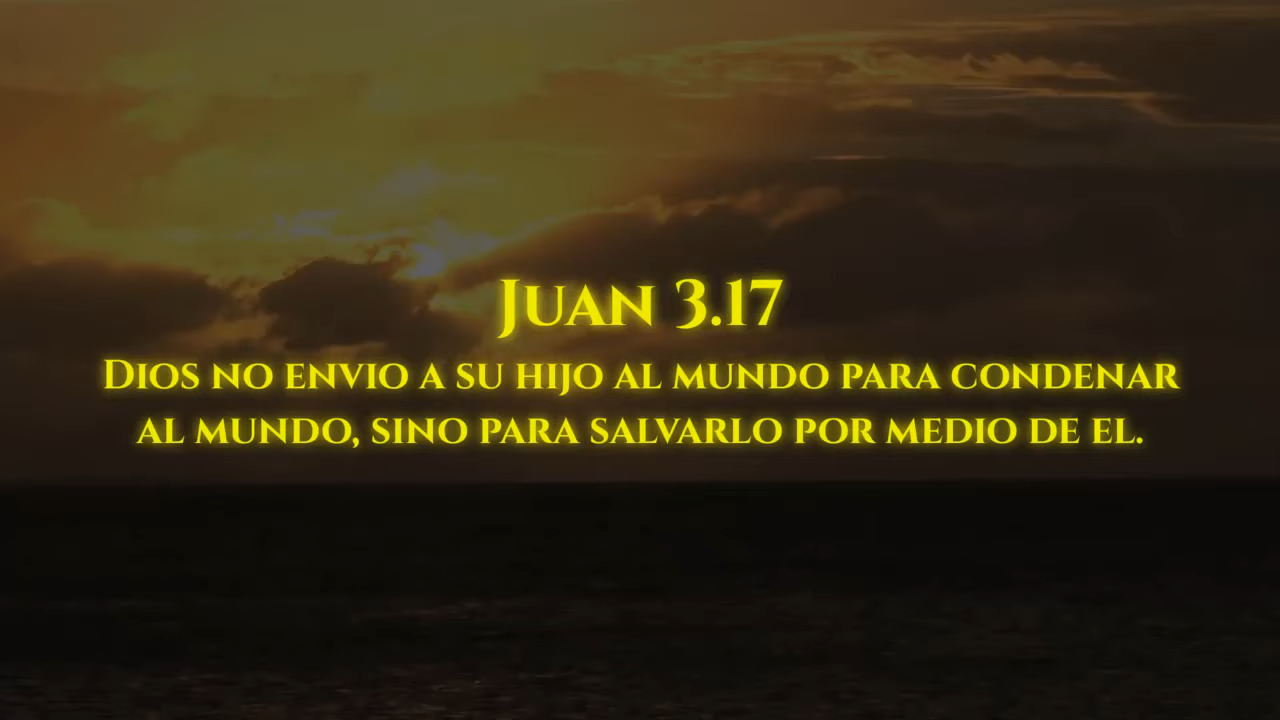 Juan 3.17
Dios no envio a su hijo al mundo para condenar
al mundo, sino para salvarlo por medio de el.